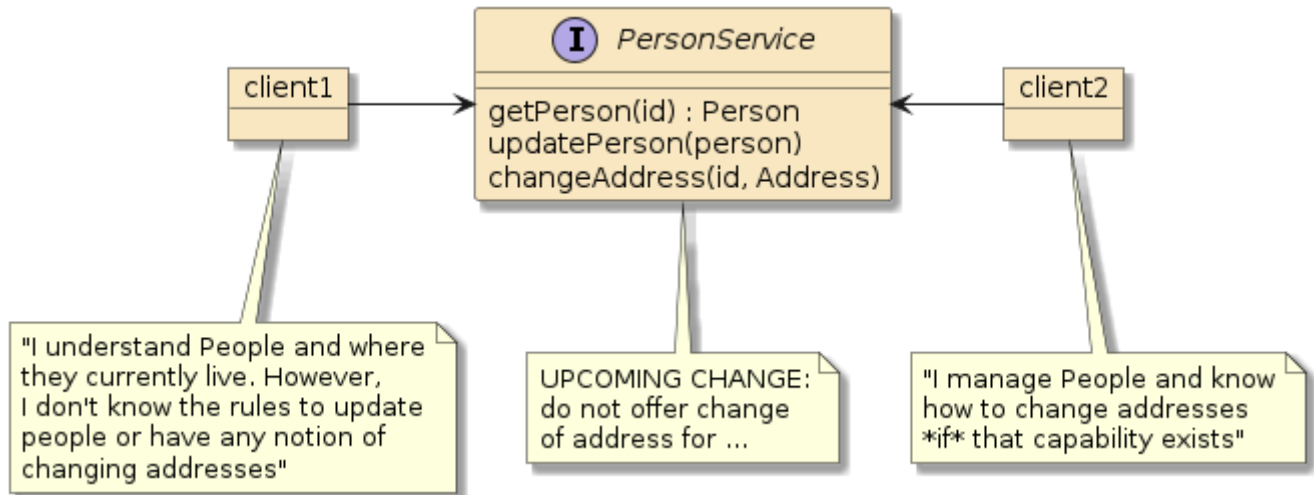 I PersonService
client1
client2
getPerson(id) : Person
updatePerson(person)
changeAddress(id, Address)
"I understand People and where
they currently live. However,
I don't know the rules to update
people or have any notion of
changing addresses"
UPCOMING CHANGE:
do not offer change
of address for ...
"I manage People and know
how to change addresses
*if* that capability exists"